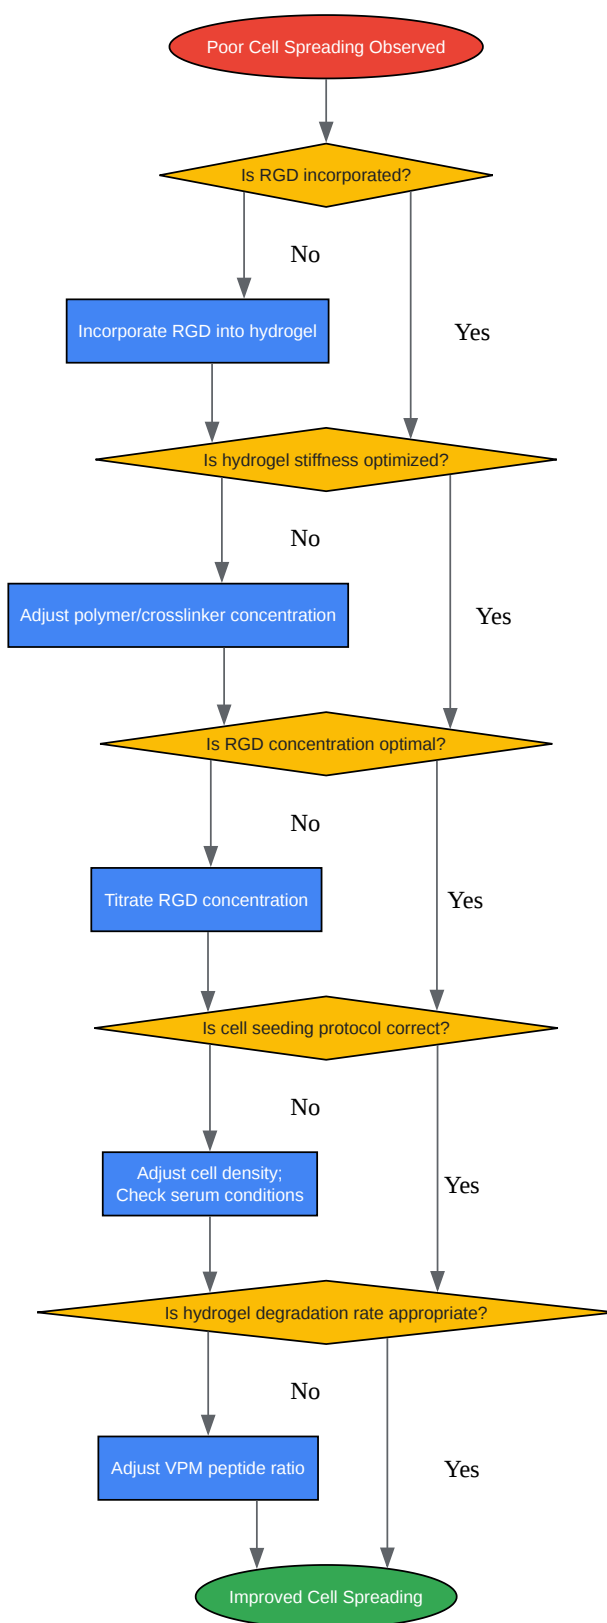 Poor Cell Spreading Observed
Is RGD incorporated?
No
Incorporate RGD into hydrogel
Yes
Is hydrogel stiffness optimized?
No
Adjust polymer/crosslinker concentration
Yes
Is RGD concentration optimal?
No
Titrate RGD concentration
Yes
Is cell seeding protocol correct?
No
Adjust cell density;
Check serum conditions
Yes
Is hydrogel degradation rate appropriate?
No
Adjust VPM peptide ratio
Yes
Improved Cell Spreading